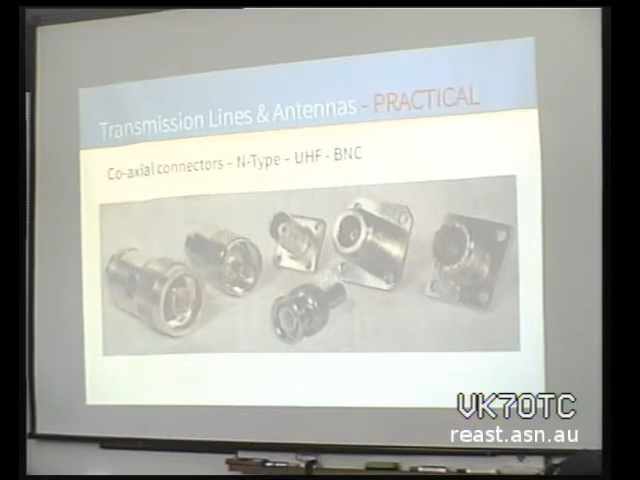 Transmission Lines & Antennas - PRACTICAL
Co-axial connectors – N-Type – UHF - BNC
VK7OTC
reast.asn.au